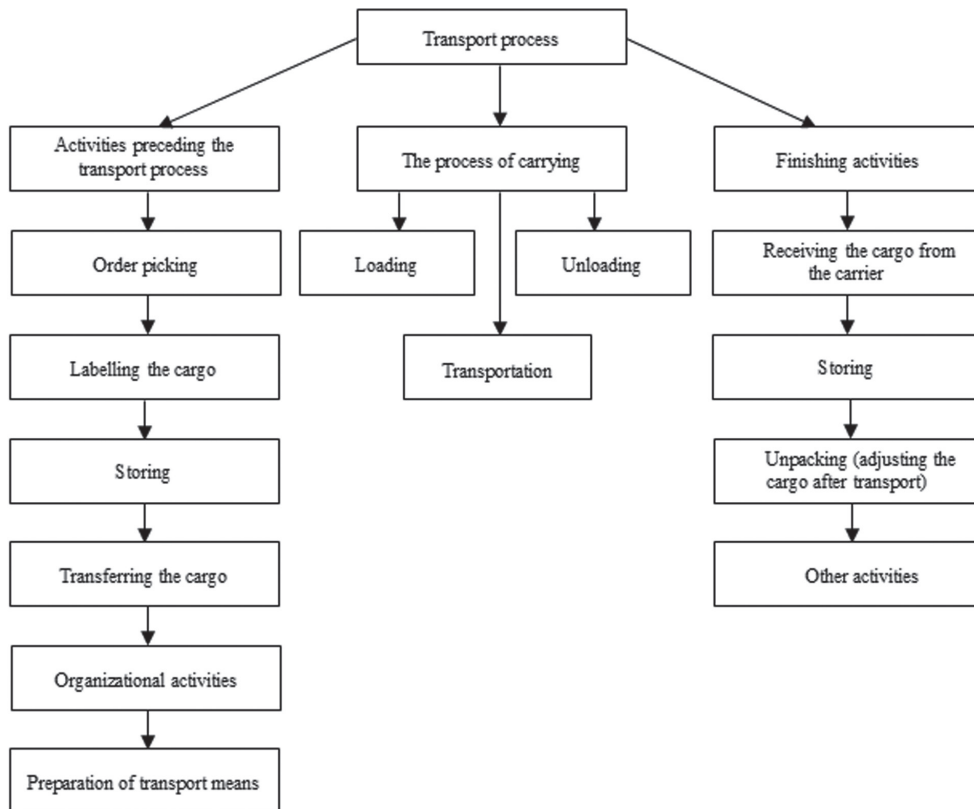 Transport process
Activities preceding the
transport process
The process of carrying
Finishing activities
Order picking
Loading
Unloading
Receiving the cargo from
the carrier
Labelling the cargo
Transportation
Storing
Storing
Unpacking (adjusting the
cargo after transport)
Transferring the cargo
Other activities
Organizational activities
Preparation of transport means